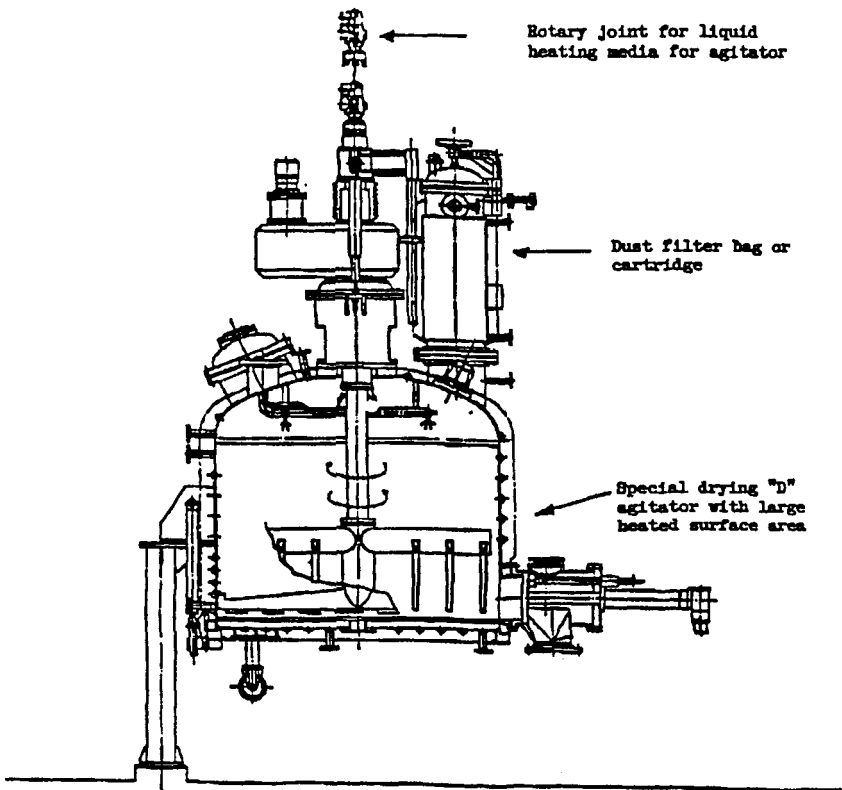 Rotary joint for liquid
heating media for agitator
Dust filter bag or
cartridge
Special drying "D"
agitator with large
heated surface area